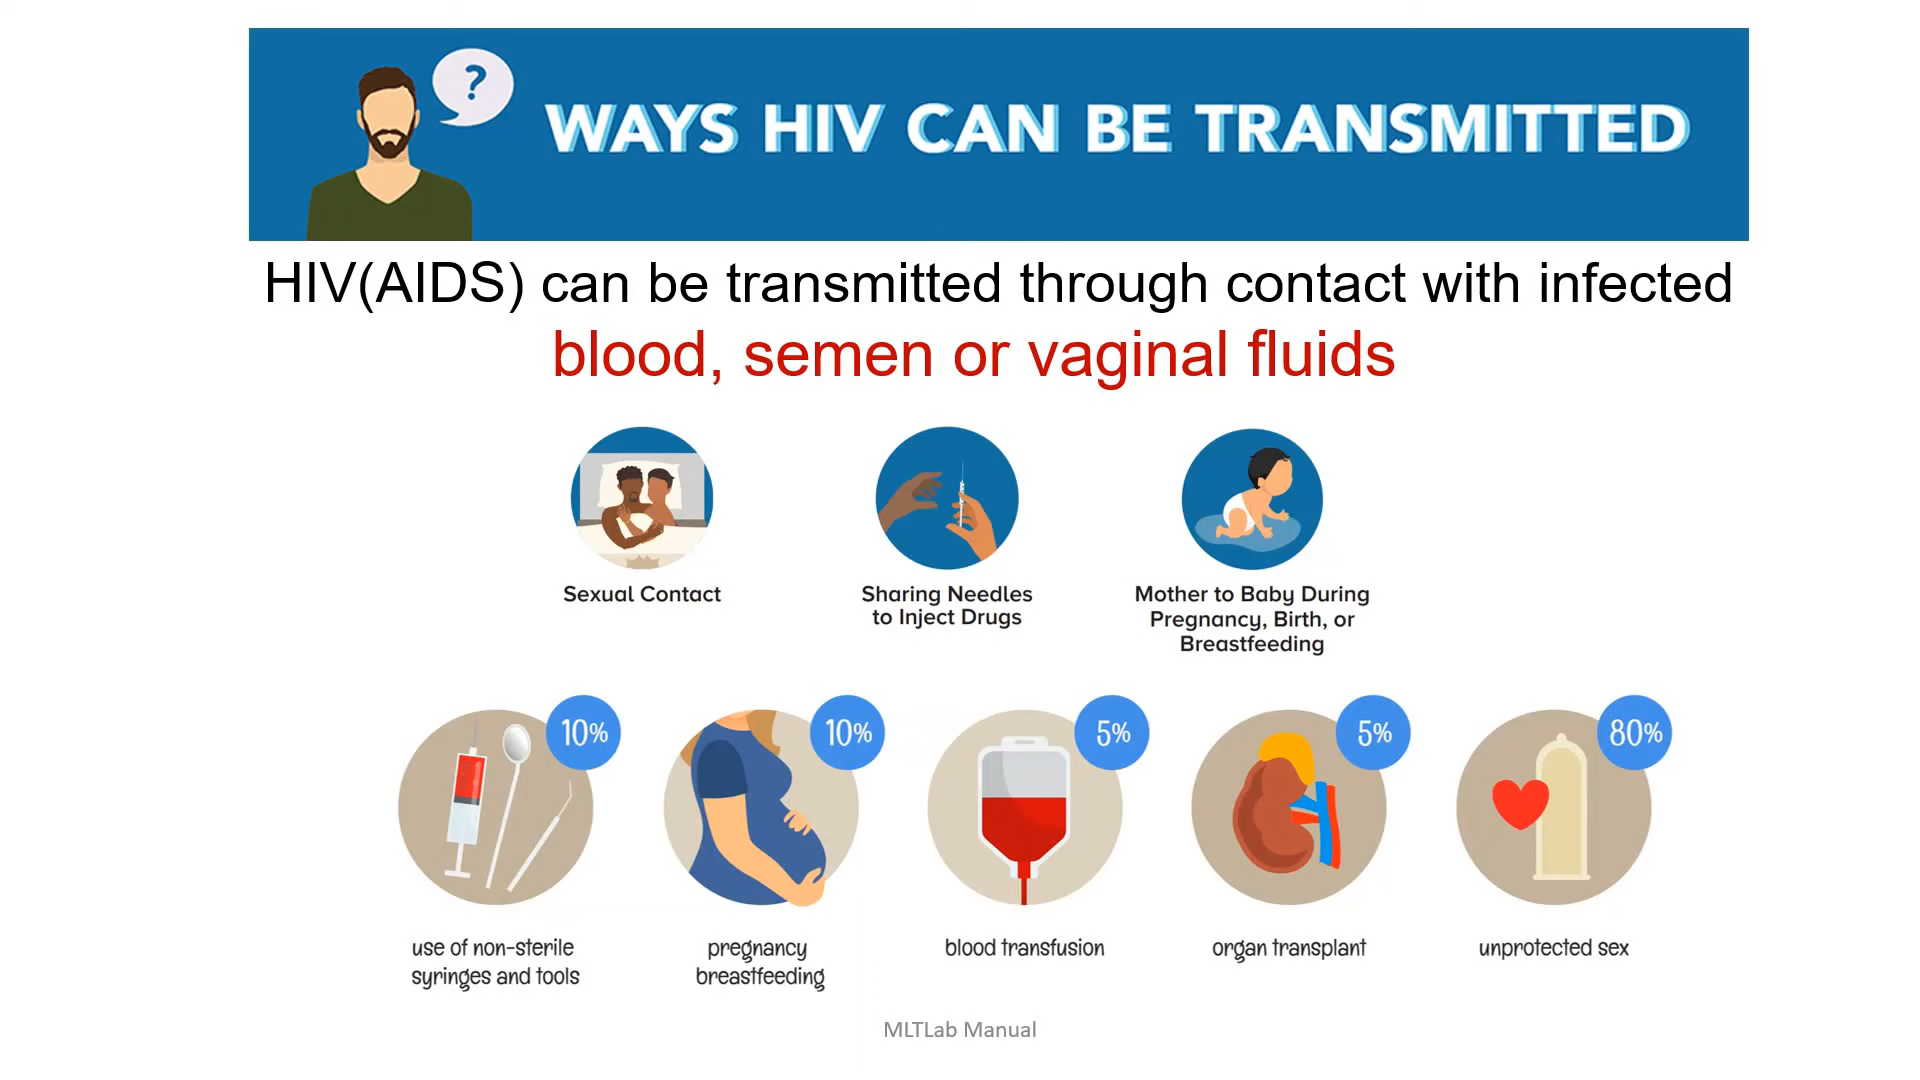 ?
WAYS HIV CAN BE TRANSMITTED
HIV(AIDS) can be transmitted through contact with infected
blood, semen or vaginal fluids
Sexual Contact
Sharing Needles
to Inject Drugs
Mother to Baby During
Pregnancy, Birth, or
Breastfeeding
10%
10%
5%
5%
80%
use of non-sterile
syringes and tools
pregnancy
breastfeeding
blood transfusion
organ transplant
unprotected sex
MLTLab Manual